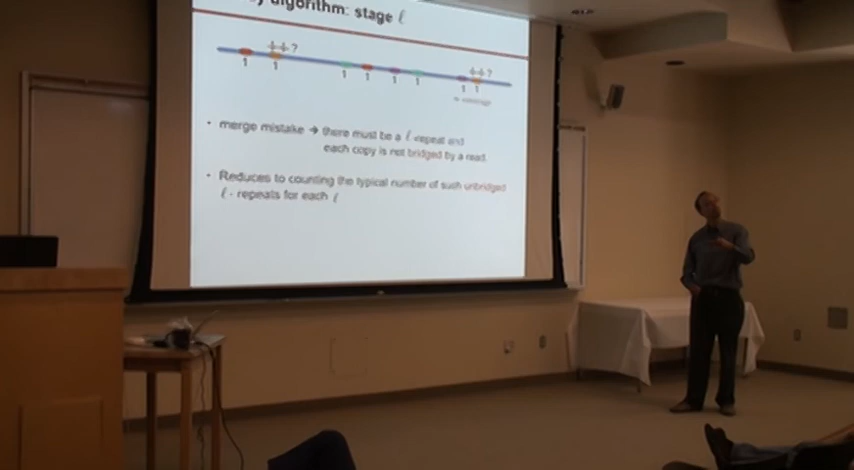 algorithm: stage ℓ
?
?
1 1 1 1 1 1 1 1
• merge mistake ➔ there must be a ℓ-repeat and
each copy is not bridged by a read.
• Reduces to counting the typical number of such unbridged
ℓ - repeats for each ℓ